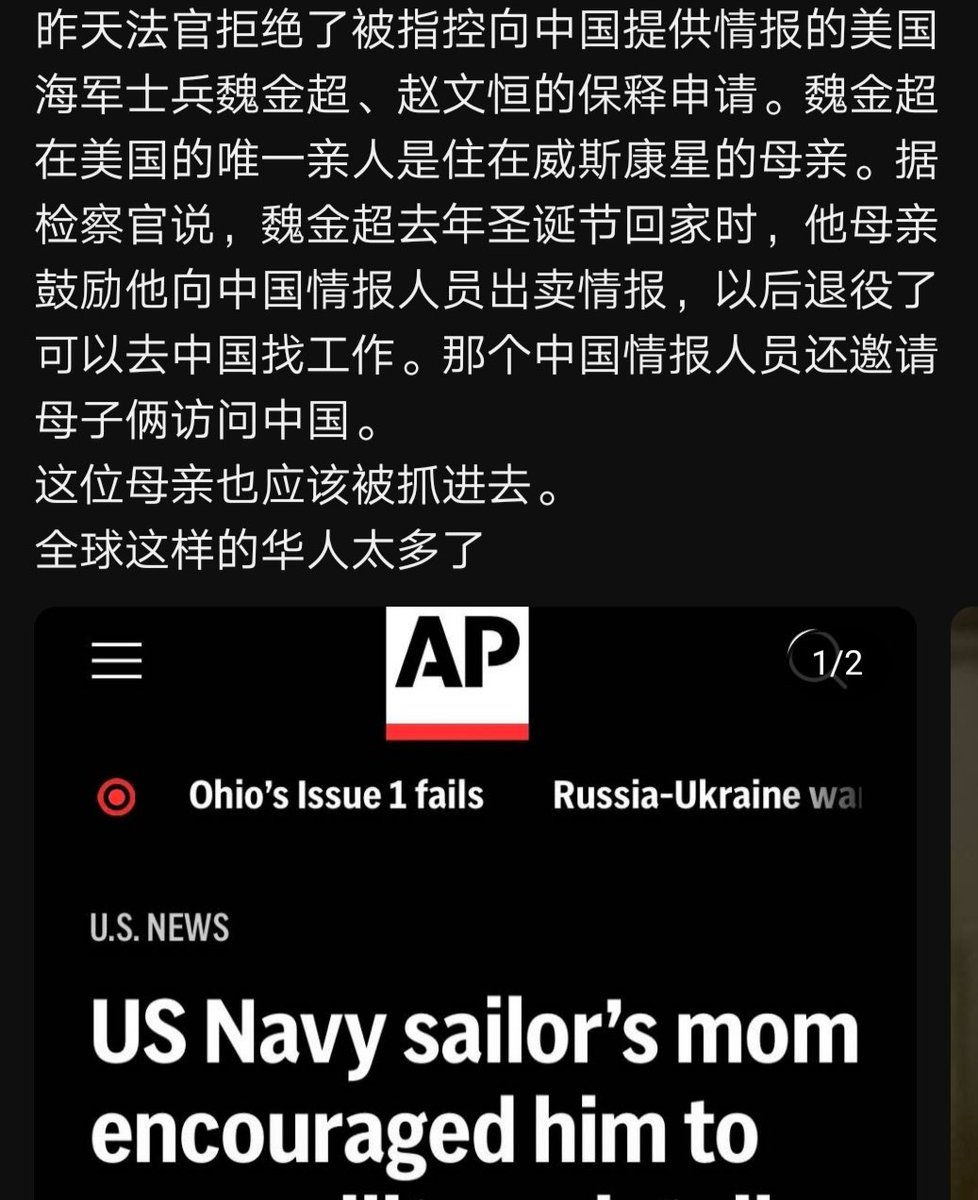 昨天法官拒绝了被指控向中国提供情报的美国
海军士兵魏金超、赵文恒的保释申请。魏金超
在美国的唯一亲人是住在威斯康星的母亲。据
检察官说，魏金超去年圣诞节回家时，他母亲
鼓励他向中国情报人员出卖情报，以后退役了
可以去中国找工作。那个中国情报人员还邀请
母子俩访问中国。
这位母亲也应该被抓进去。
全球这样的华人太多了
AP
1/2
Ohio’s Issue 1 fails Russia-Ukraine
U.S. NEWS
US Navy sailor’s mom
encouraged him to